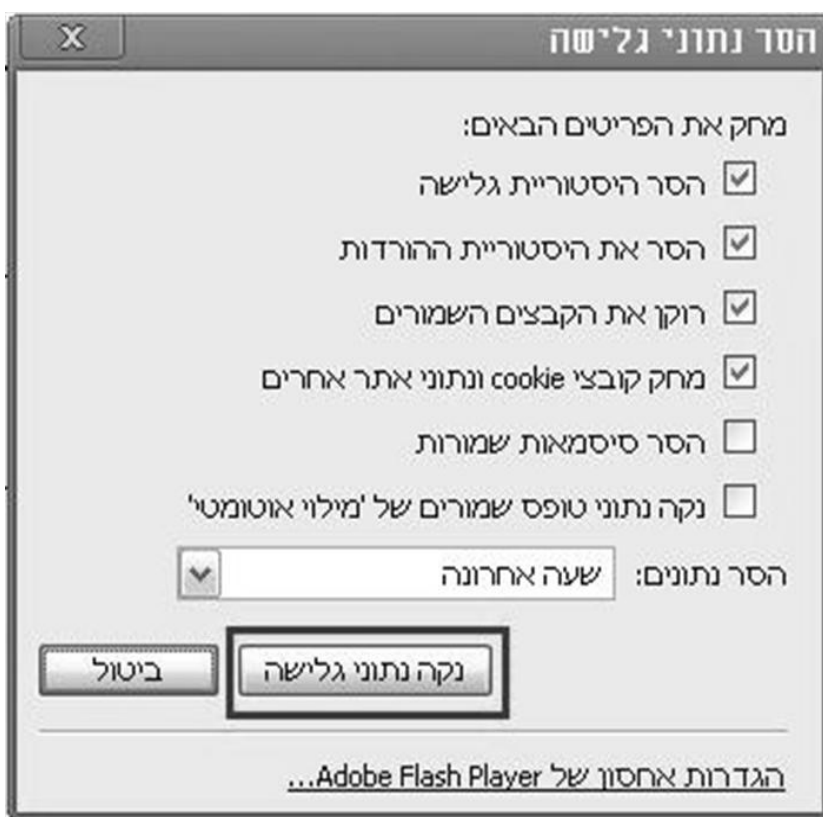 הסר נתוני גלישה
מחק את הפריטים הבאים:
הסר היסטוריית גלישה
הסר את היסטוריית ההורדות
רוקן את הקבצים השמורים
מחק קובצי cookie ונתוני אתר אחרים
הסר סיסמאות שמורות
נקה נתוני טופס שמורים של 'מילוי אוטומטי'
הסר נתונים: שעה אחרונה
נקה נתוני גלישה ביטול
הגדרות אחסון של Adobe Flash Player...